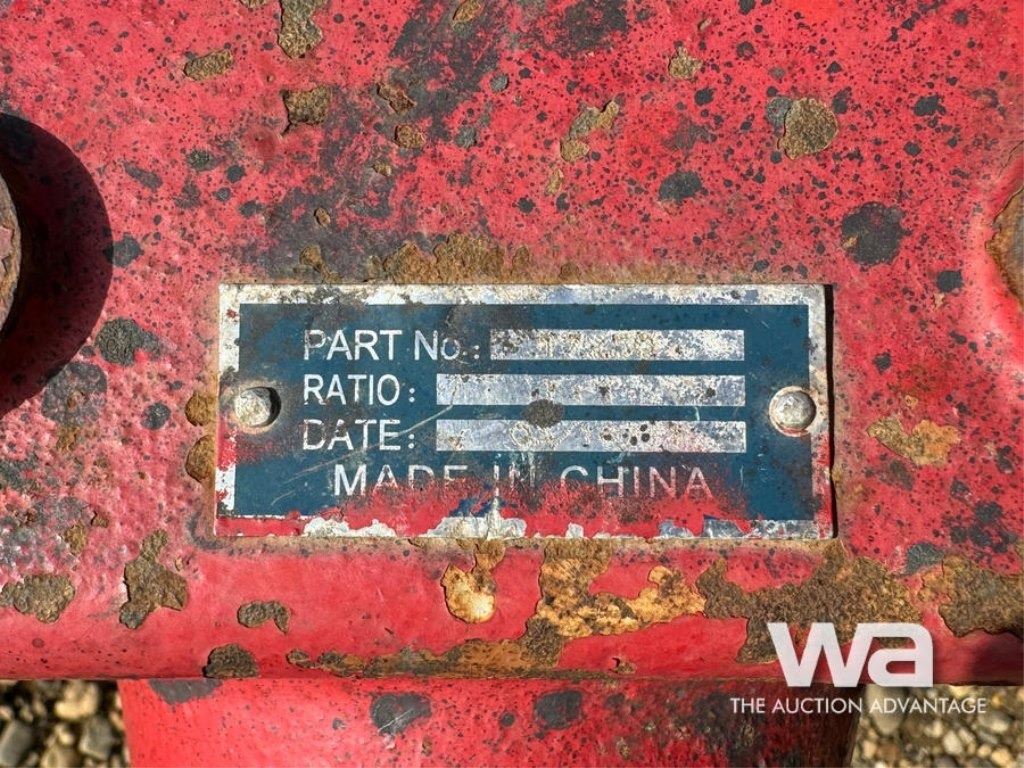 PART No.:
RATIO:
DATE:
MADE IN CHINA
wa
THE AUCTION ADVANTAGE